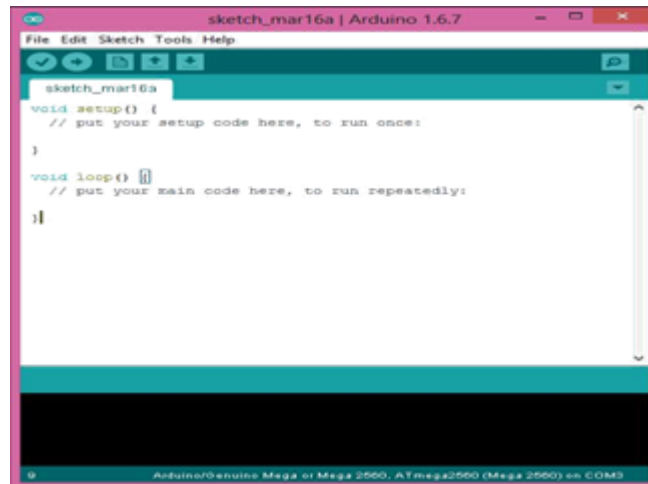 sketch_mar16a | Arduino 1.6.7
File Edit Sketch Tools Help
sketch_mar16a
void setup() {
  // put your setup code here, to run once:
}
void loop() {
  // put your main code here, to run repeatedly:
}
9 Arduino/Genuino Mega or Mega 2560, ATmega2560 (Mega 2560) on COM3